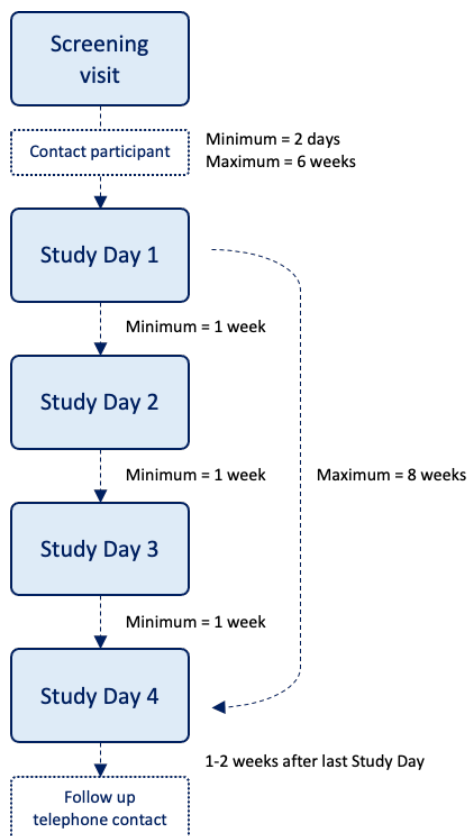 Screening
visit
Contact participant
Minimum = 2 days
Maximum = 6 weeks
Study Day 1
Minimum = 1 week
Study Day 2
Minimum = 1 week
Maximum = 8 weeks
Study Day 3
Minimum = 1 week
Study Day 4
1-2 weeks after last Study Day
Follow up
telephone contact